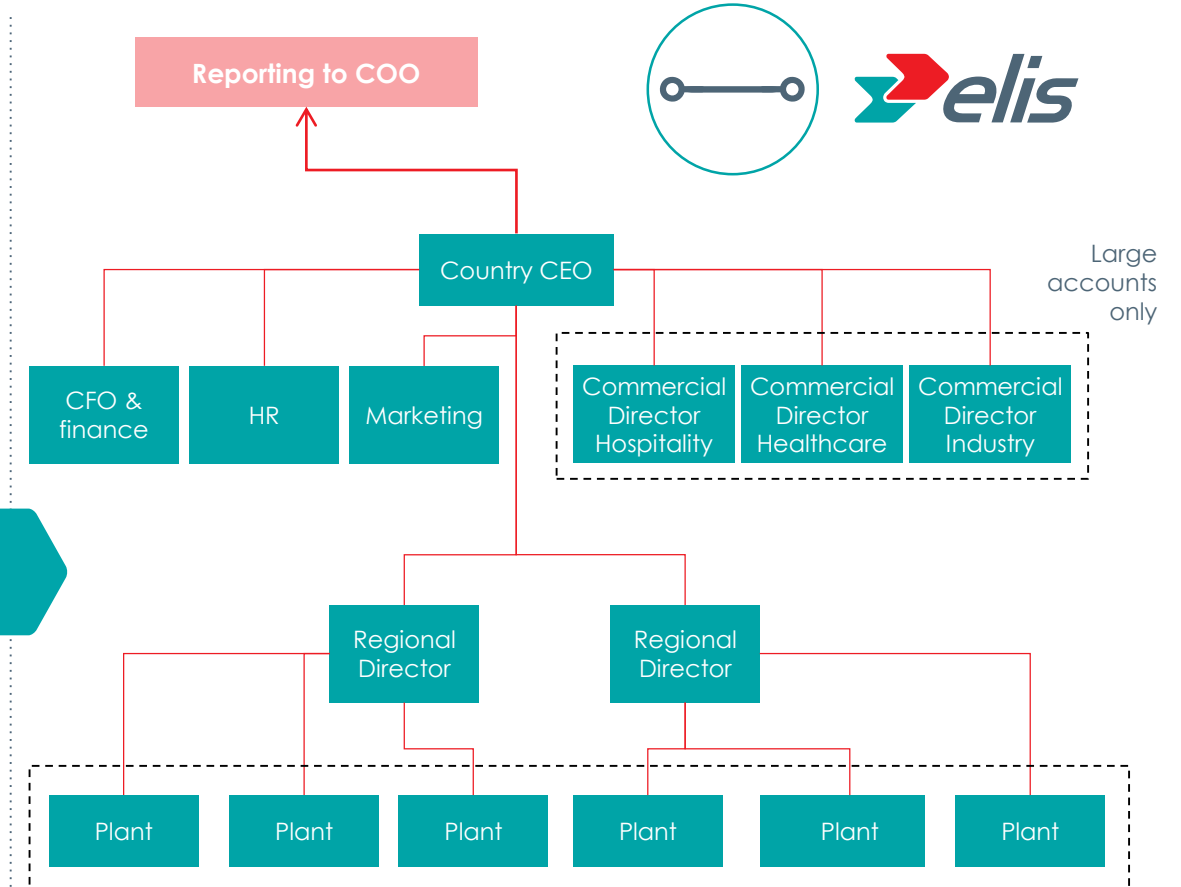 Reporting to COO
elis
Country CEO
Large
accounts
only
CFO &
finance
HR
Marketing
Commercial
Director
Hospitality
Commercial
Director
Healthcare
Commercial
Director
Industry
Regional
Director
Regional
Director
Plant
Plant
Plant
Plant
Plant
Plant